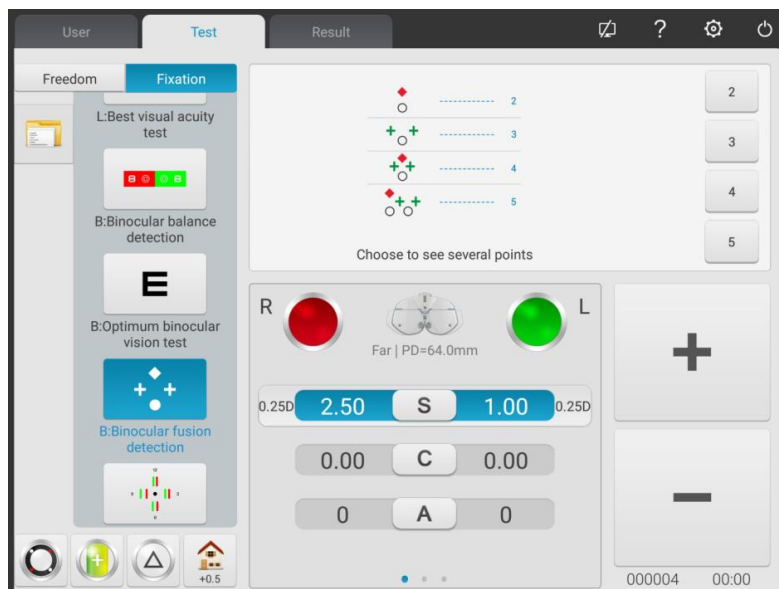 User
Test
Result
?
Freedom
Fixation
L:Best visual acuity
test
B
B
B:Binocular balance
detection
E
B:Optimum binocular
vision test
B:Binocular fusion
detection
+0.5
2
3
4
5
Choose to see several points
2
3
4
5
R
L
Far | PD=64.0mm
0.25D 2.50 S 1.00 0.25D
0.00 C 0.00
0 A 0
000004 00:00